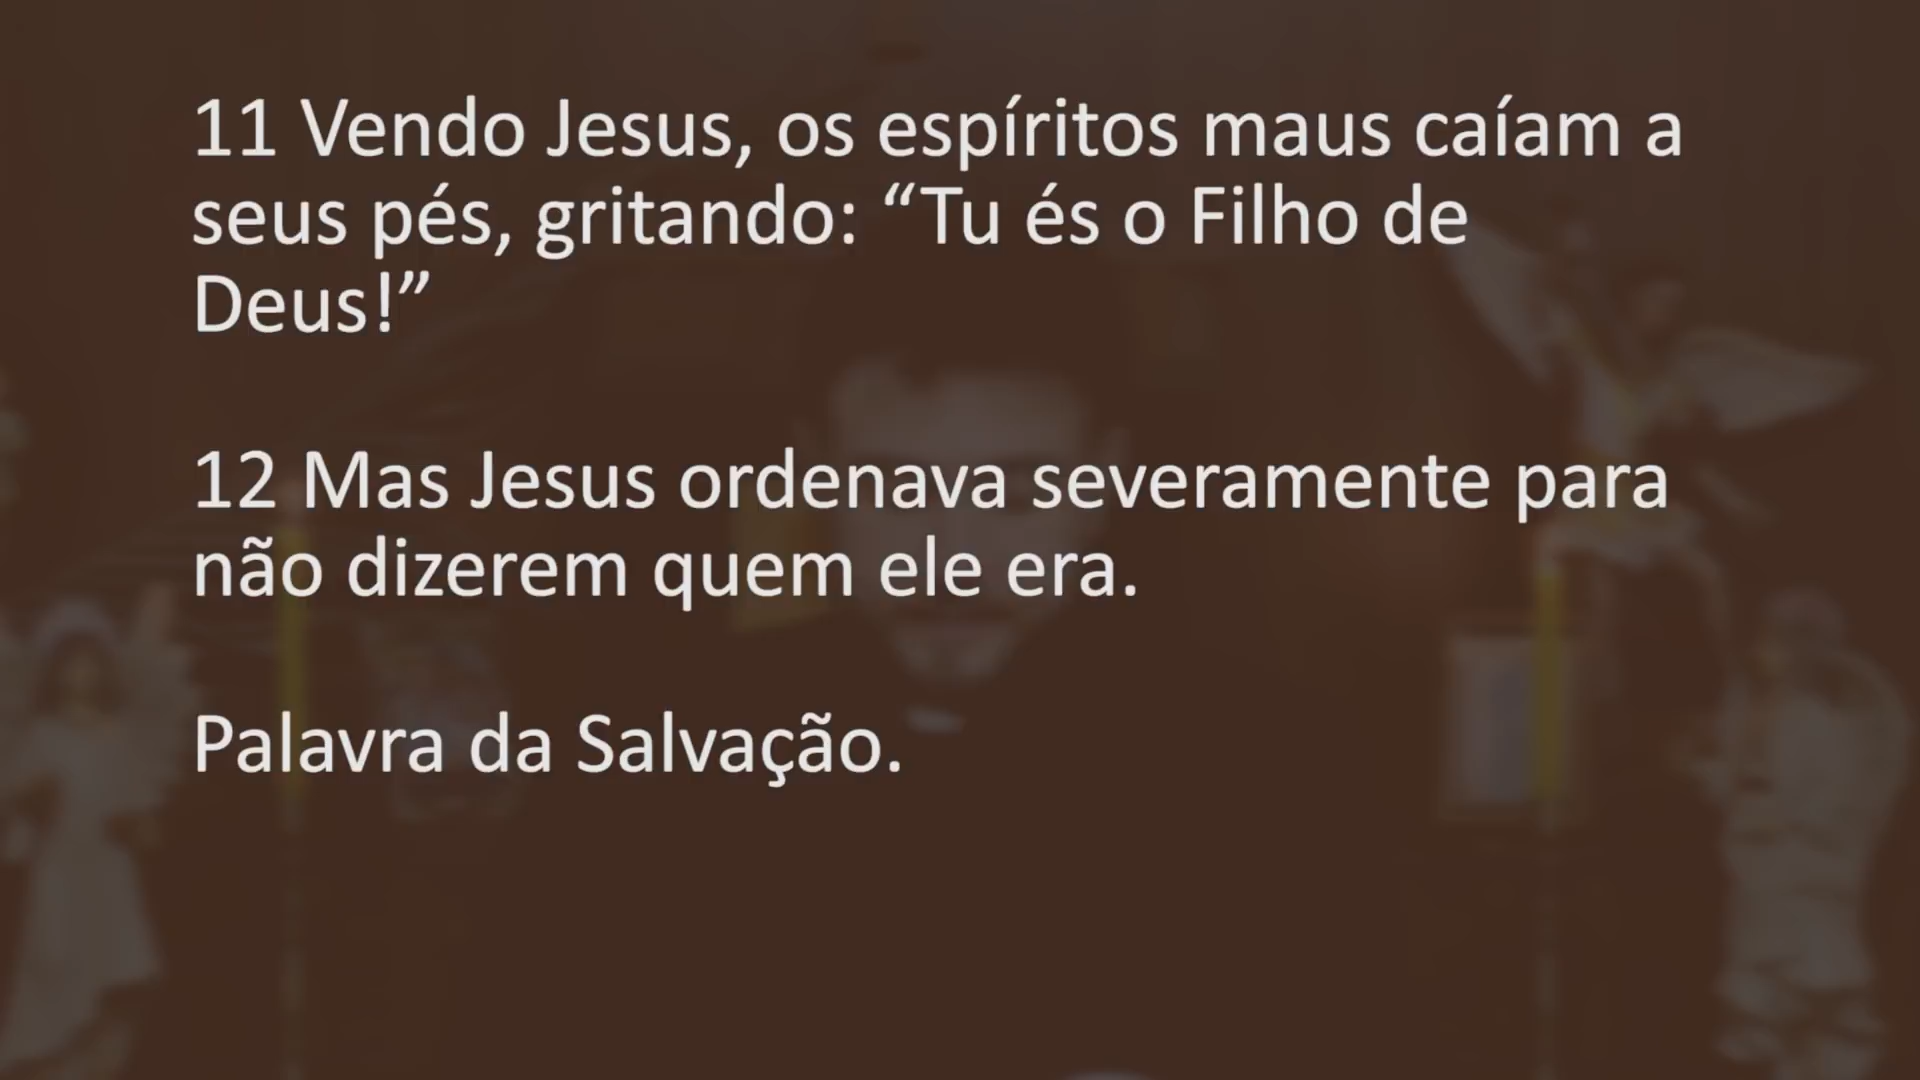 11 Vendo Jesus, os espíritos maus caíam a
seus pés, gritando: “Tu és o Filho de
Deus!”
12 Mas Jesus ordenava severamente para
não dizerem quem ele era.
Palavra da Salvação.